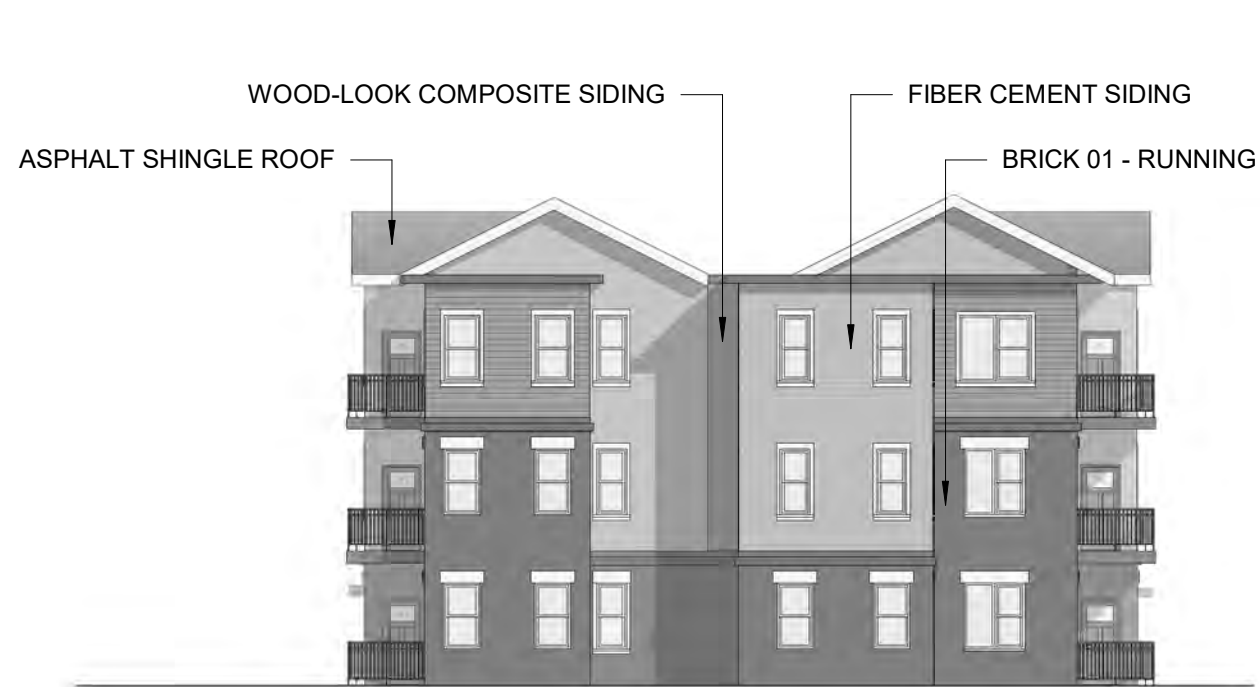 WOOD-LOOK COMPOSITE SIDING
FIBER CEMENT SIDING
ASPHALT SHINGLE ROOF
BRICK 01 - RUNNING